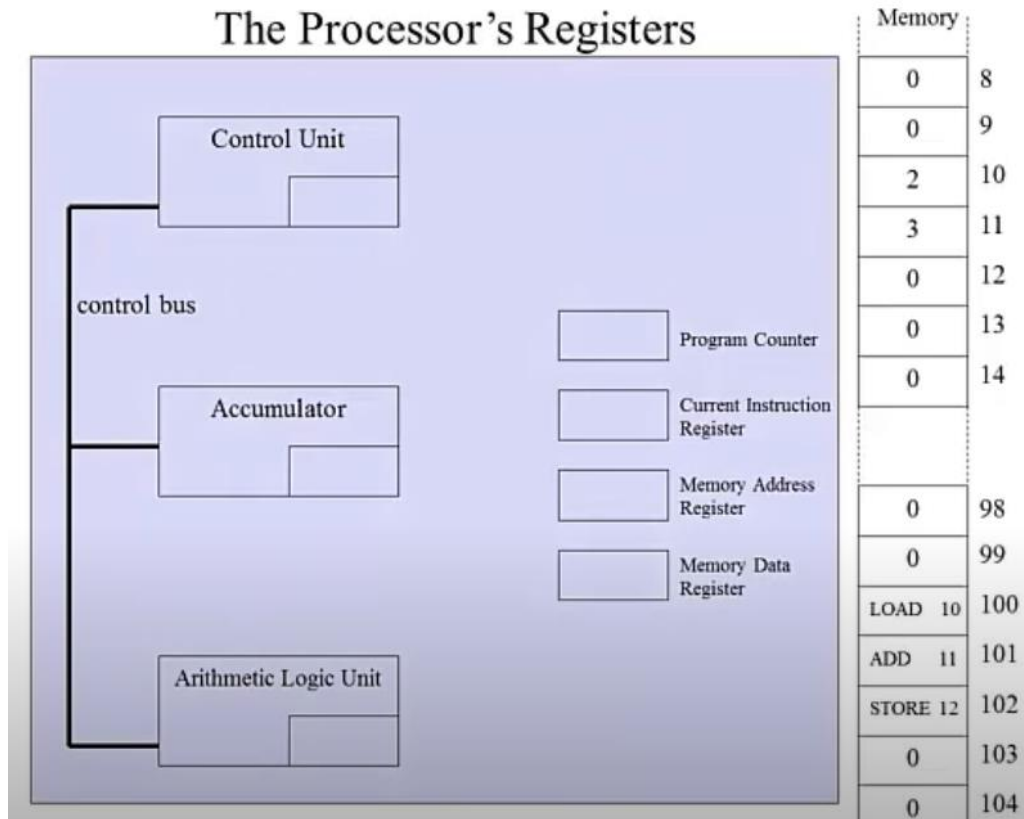 The Processor's Registers
Memory
Control Unit
control bus
Accumulator
Arithmetic Logic Unit
Program Counter
Current Instruction
Register
Memory Address
Register
Memory Data
Register
0 8
0 9
2 10
3 11
0 12
0 13
0 14
0 98
0 99
LOAD 10 100
ADD 11 101
STORE 12 102
0 103
0 104